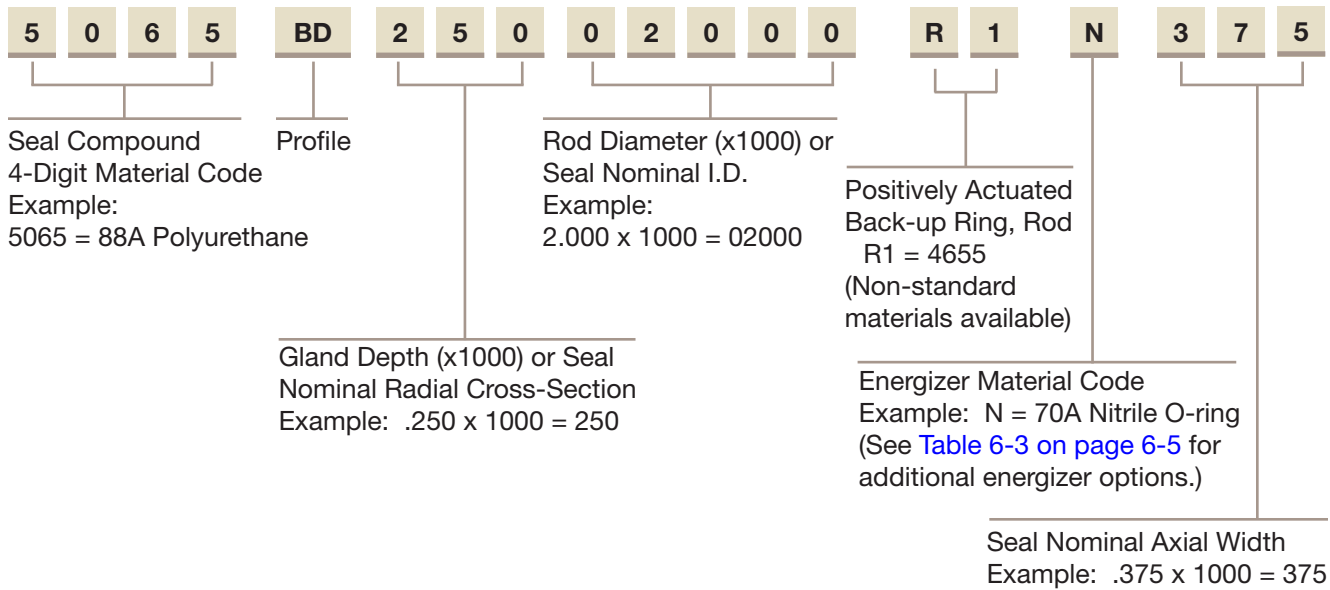 5 0 6 5 BD 2 5 0 0 2 0 0 0 R 1 N 3 7 5
Seal Compound
4-Digit Material Code
Example:
5065 = 88A Polyurethane
Profile
Gland Depth (x1000) or Seal
Nominal Radial Cross-Section
Example: .250 x 1000 = 250
Rod Diameter (x1000) or
Seal Nominal I.D.
Example:
2.000 x 1000 = 02000
Positively Actuated
Back-up Ring, Rod
R1 = 4655
(Non-standard
materials available)
Energizer Material Code
Example: N = 70A Nitrile O-ring
(See Table 6-3 on page 6-5 for
additional energizer options.)
Seal Nominal Axial Width
Example: .375 x 1000 = 375